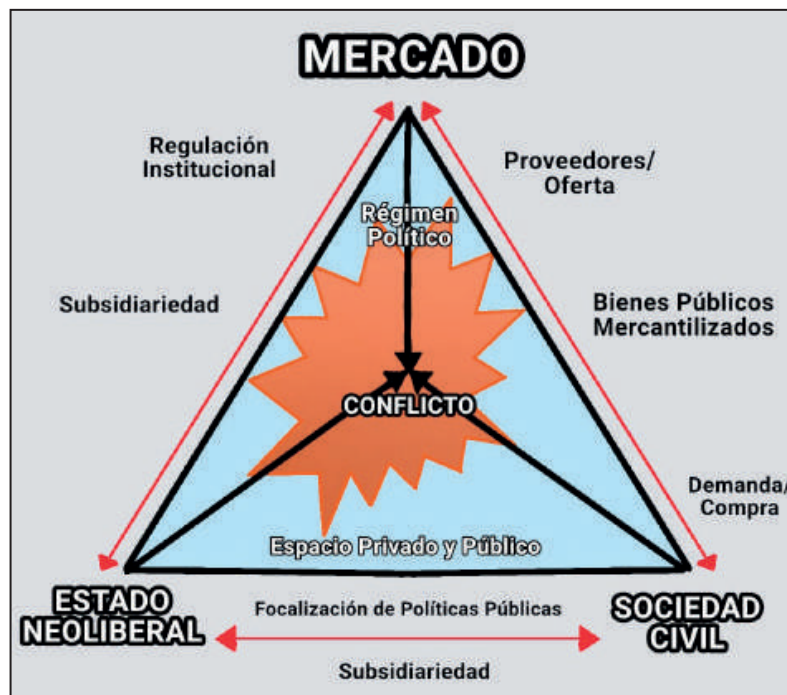 MERCADO
Regulación
Institucional
Proveedores/
Oferta
Régimen
Político
Subsidiariedad
Bienes Públicos
Mercantilizados
CONFLICTO
Demanda/
Compra
Espacio Privado y Público
ESTADO
NEOLIBERAL
Focalización de Políticas Públicas
SOCIEDAD
CIVIL
Subsidiariedad